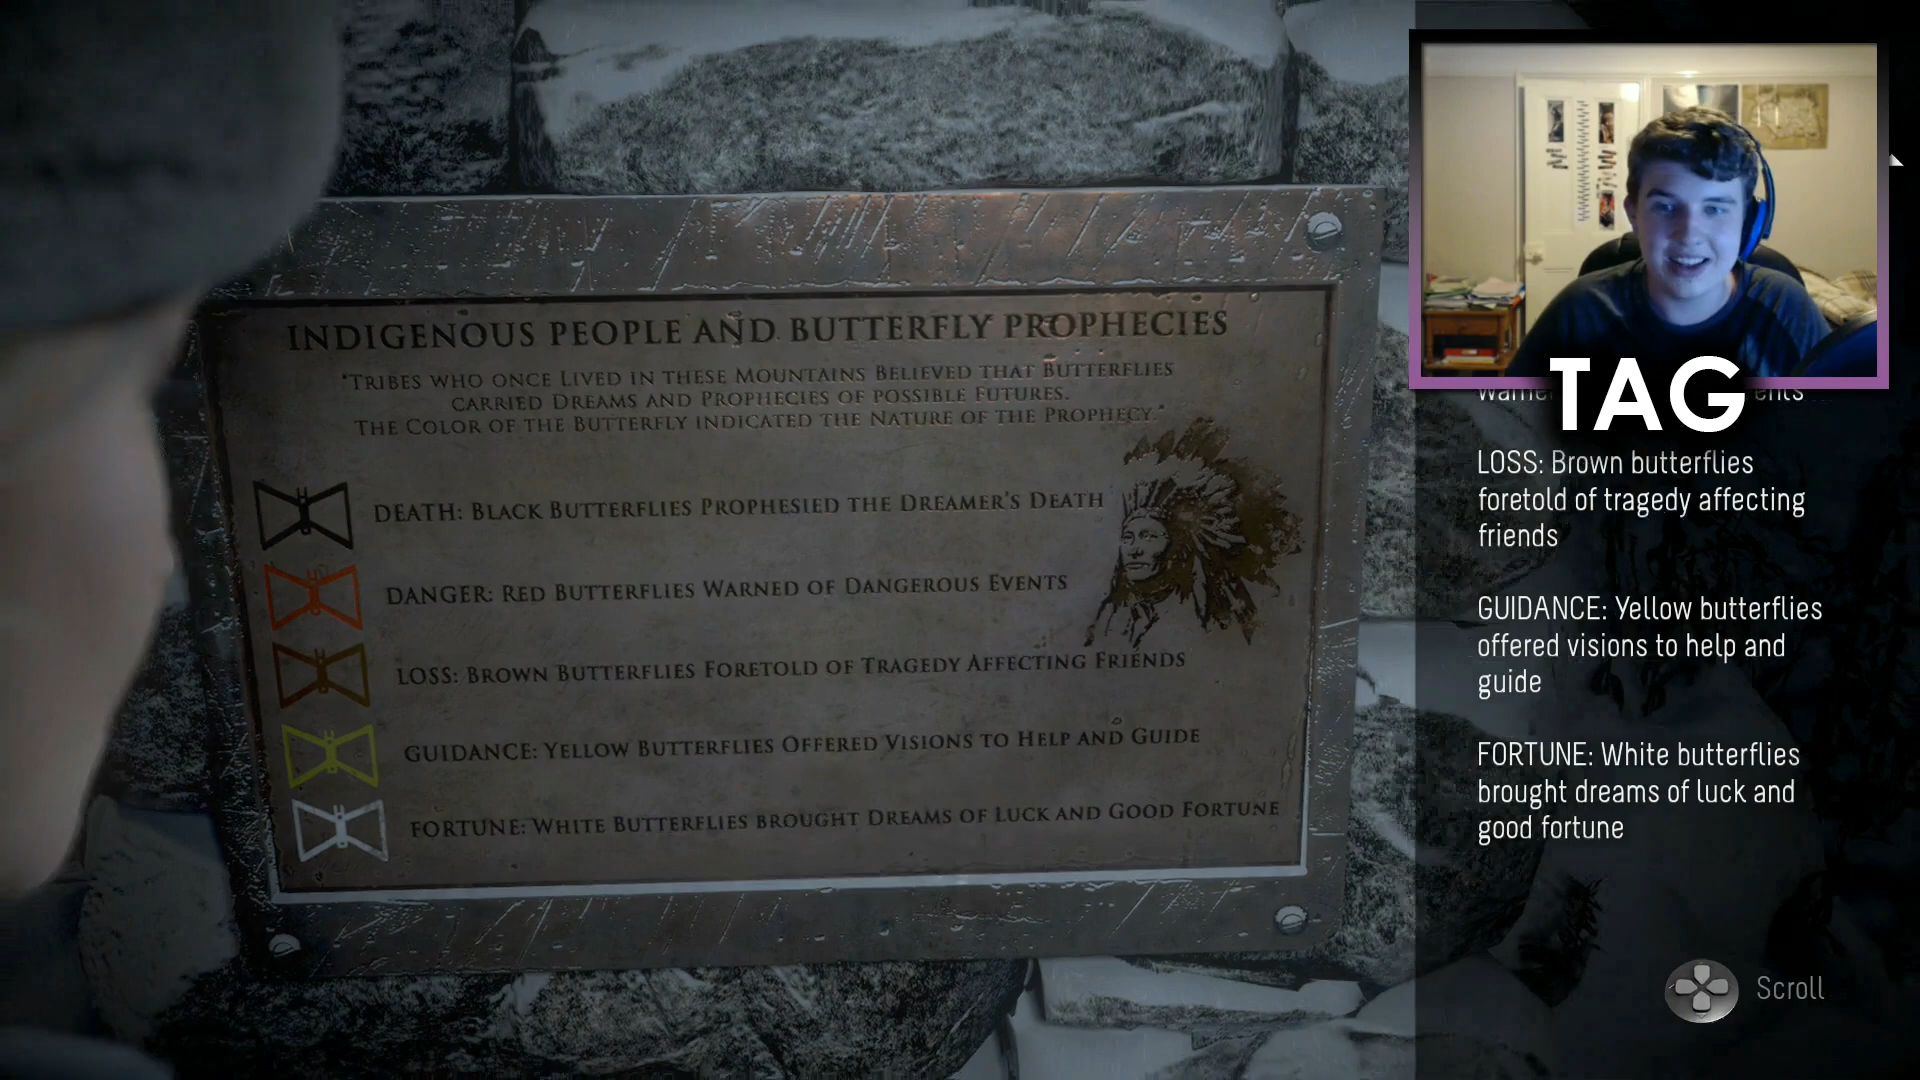 INDIGENOUS PEOPLE AND BUTTERFLY PROPHECIES
"TRIBES WHO ONCE LIVED IN THESE MOUNTAINS BELIEVED THAT BUTTERFLIES
CARRIED DREAMS AND PROPHECIES OF POSSIBLE FUTURES.
THE COLOR OF THE BUTTERFLY INDICATED THE NATURE OF THE PROPHECY."
DEATH: BLACK BUTTERFLIES PROPHESIED THE DREAMER'S DEATH
DANGER: RED BUTTERFLIES WARNED OF DANGEROUS EVENTS
LOSS: BROWN BUTTERFLIES FORETOLD OF TRAGEDY AFFECTING FRIENDS
GUIDANCE: YELLOW BUTTERFLIES OFFERED VISIONS TO HELP AND GUIDE
FORTUNE: WHITE BUTTERFLIES BROUGHT DREAMS OF LUCK AND GOOD FORTUNE
TAG
LOSS: Brown butterflies
foretold of tragedy affecting
friends
GUIDANCE: Yellow butterflies
offered visions to help and
guide
FORTUNE: White butterflies
brought dreams of luck and
good fortune
Scroll